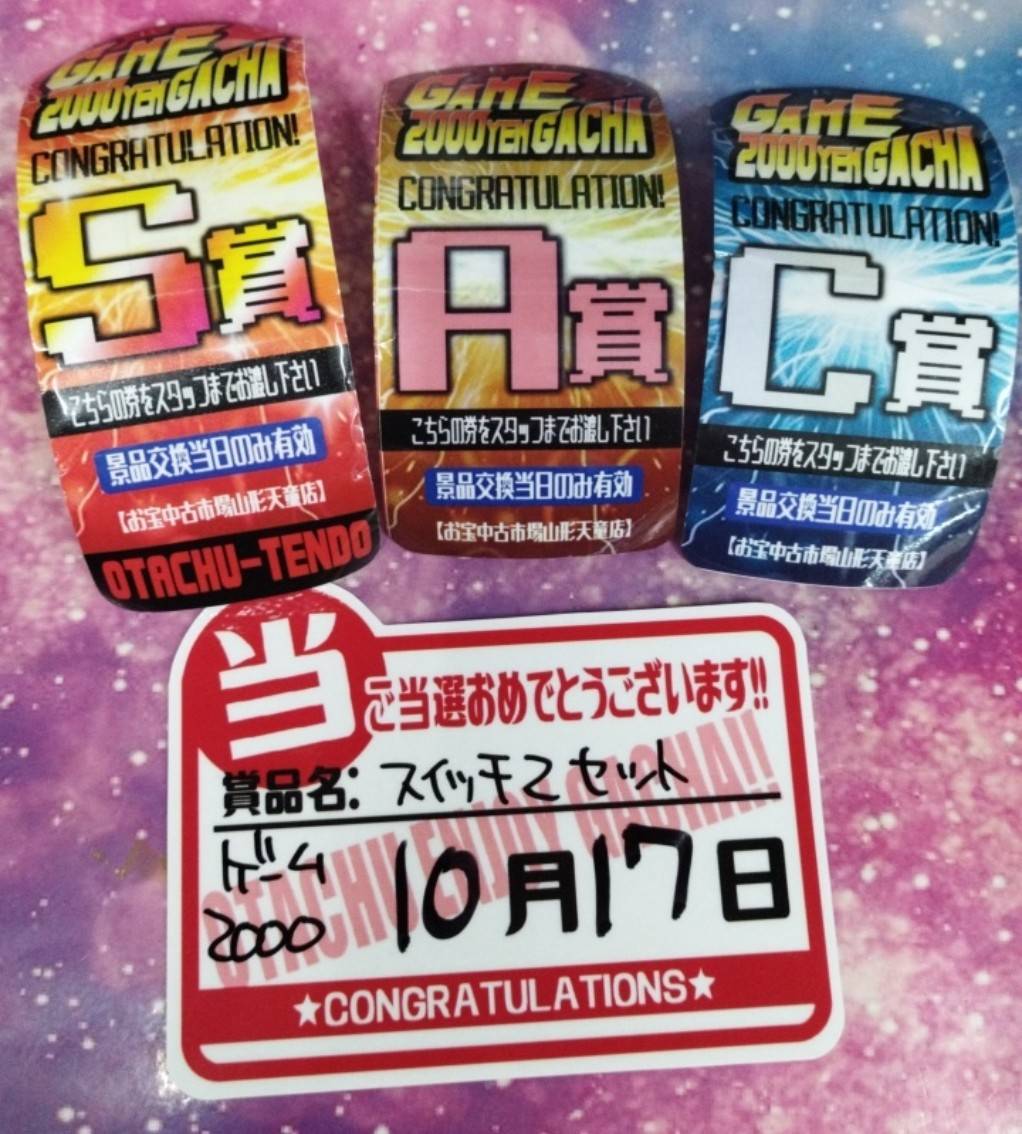 GAME
2000YEN GACHA
CONGRATULATION!
S賞
こちらの券をスタッフまでお渡し下さい
景品交換当日のみ有効
【お宝中古市場山形天童店】
OTACHU-TENDO
GAME
2000YEN GACHA
CONGRATULATION!
A賞
こちらの券をスタッフまでお渡し下さい
景品交換当日のみ有効
【お宝中古市場山形天童店】
GAME
2000YEN GACHA
CONGRATULATION!
C賞
こちらの券をスタッフまでお渡し下さい
景品交換当日のみ有効
【お宝中古市場山形天童店】
当
ご当選おめでとうございます!!
賞品名: スイッチ2 セット
OTACHU ENJOY GACHA!!
ゲーム
2000
10月17日
★CONGRATULATIONS★